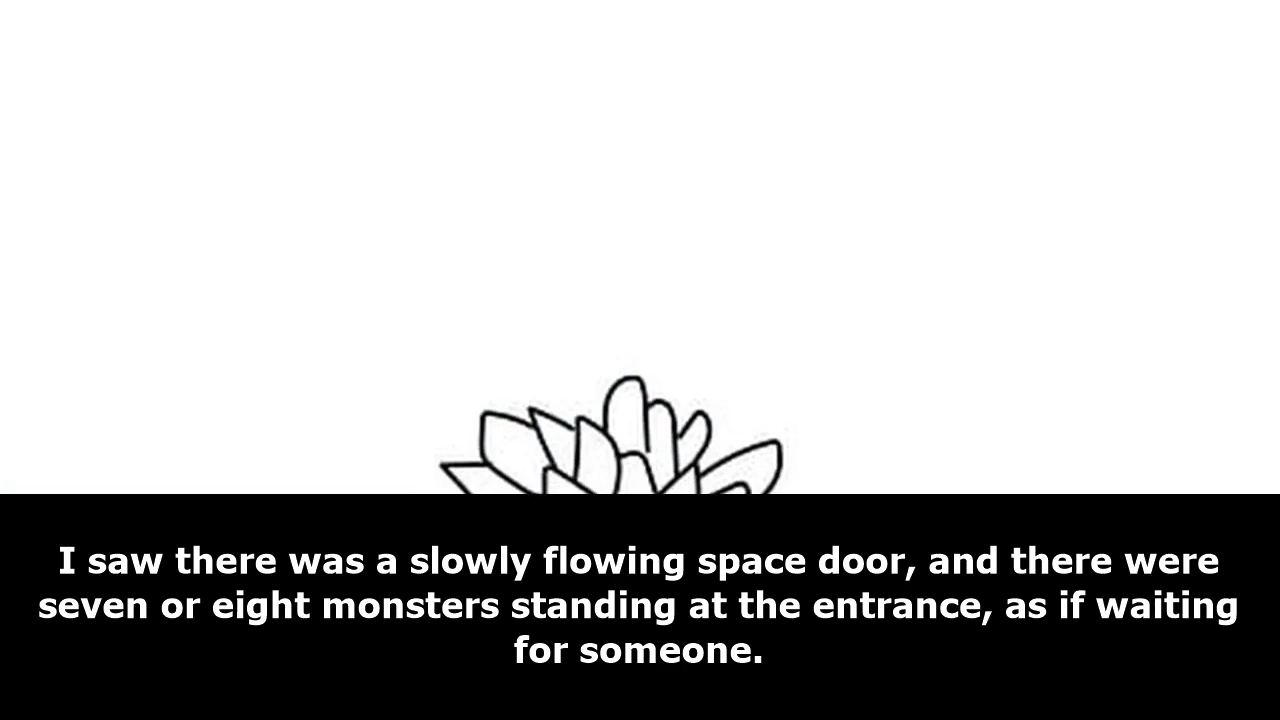 I saw there was a slowly flowing space door, and there were
seven or eight monsters standing at the entrance, as if waiting
for someone.